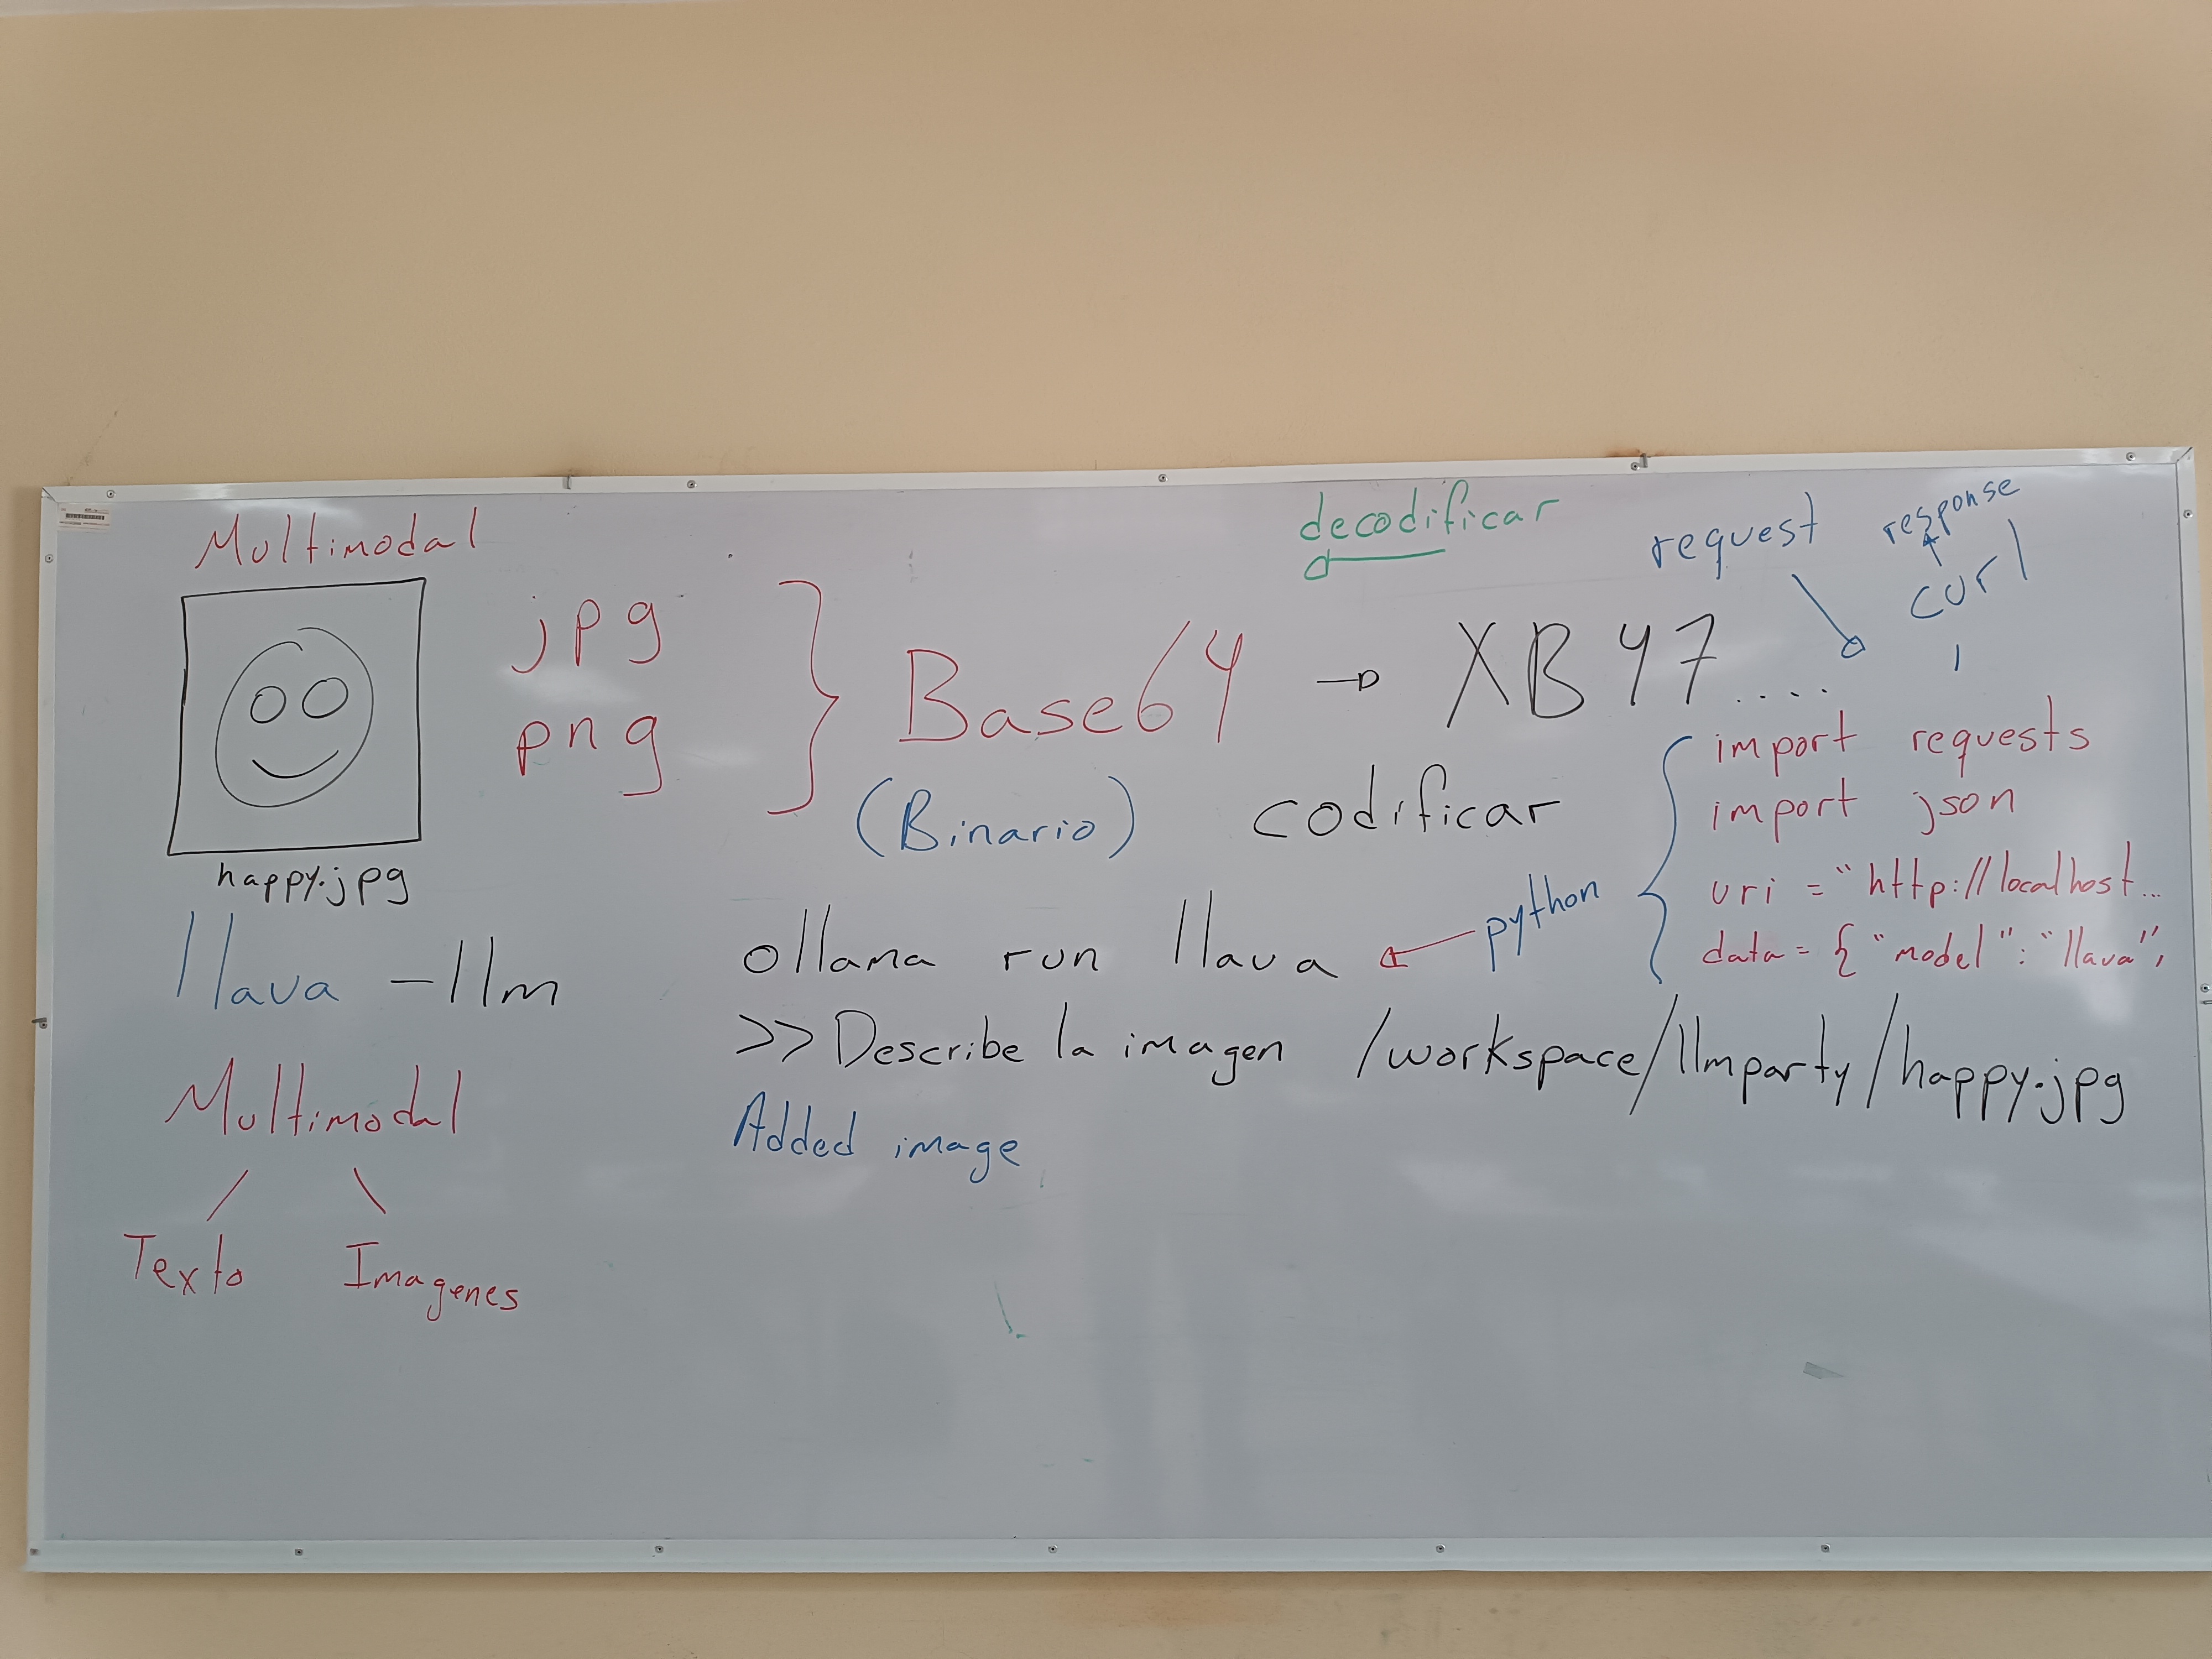 Multimodal
jpg
png
happy.jpg
Base64
(Binario)
decodificar
XB47....
codificar
request
response
curl
llava - llm
Multimodal
Texto
Imagenes
ollama run llava
python
>> Describe la imagen /workspace/llmparty/happy.jpg
Added image
import requests
import json
uri = "http://localhost...
data = { "model": "llava",